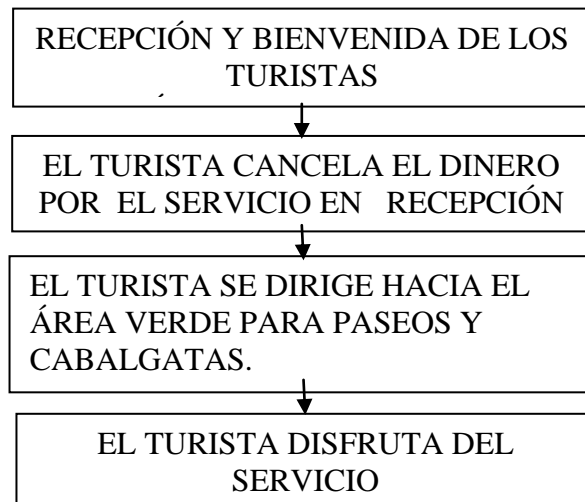 RECEPCIÓN Y BIENVENIDA DE LOS
TURISTAS
EL TURISTA CANCELA EL DINERO
POR EL SERVICIO EN RECEPCIÓN
EL TURISTA SE DIRIGE HACIA EL
ÁREA VERDE PARA PASEOS Y
CABALGATAS.
EL TURISTA DISFRUTA DEL
SERVICIO